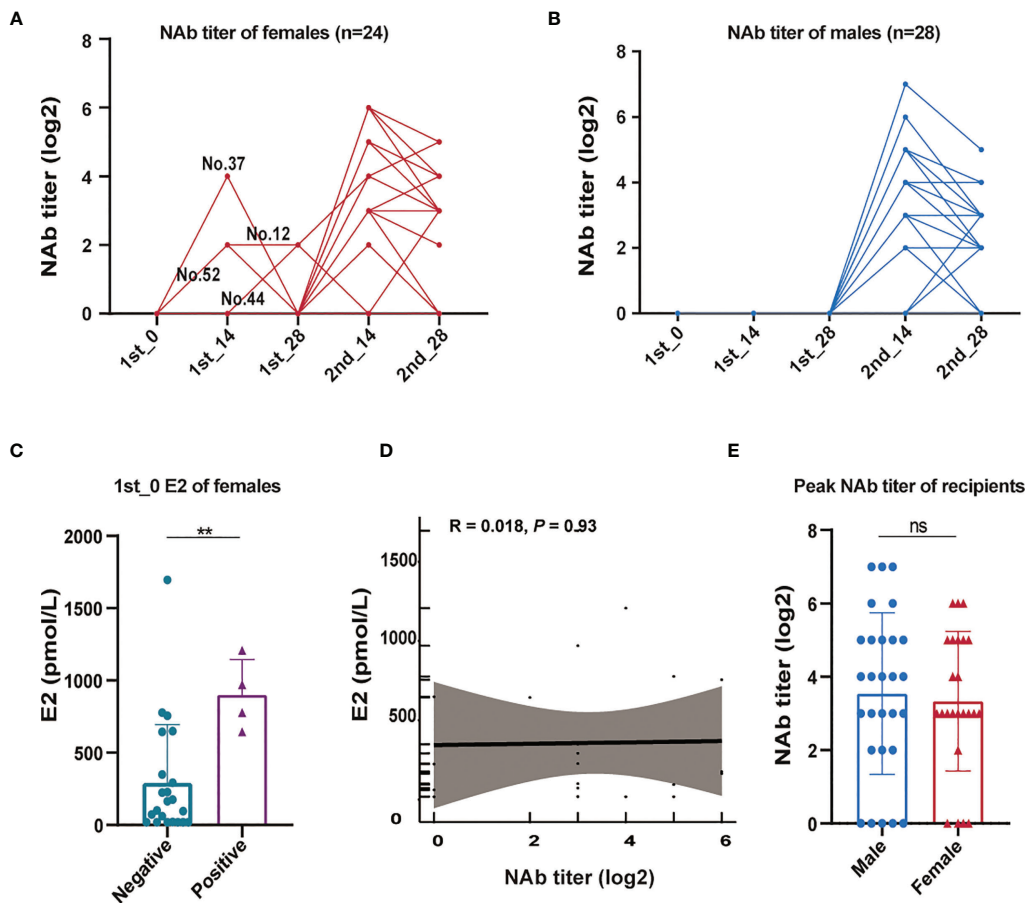 A
NAb titer of females (n=24)
NAb titer (log2)
8
6
4
2
0
No.37
No.12
No.52
No.44
1st_0
1st_14
1st_28
2nd_14
2nd_28
B
NAb titer of males (n=28)
NAb titer (log2)
8
6
4
2
0
1st_0
1st_14
1st_28
2nd_14
2nd_28
C
1st_0 E2 of females
**
E2 (pmol/L)
2000
1500
1000
500
0
Negative
Positive
D
R = 0.018, P = 0.93
E2 (pmol/L)
1500
1000
500
0
0
2
4
6
NAb titer (log2)
E
Peak NAb titer of recipients
ns
NAb titer (log2)
8
6
4
2
0
Male
Female